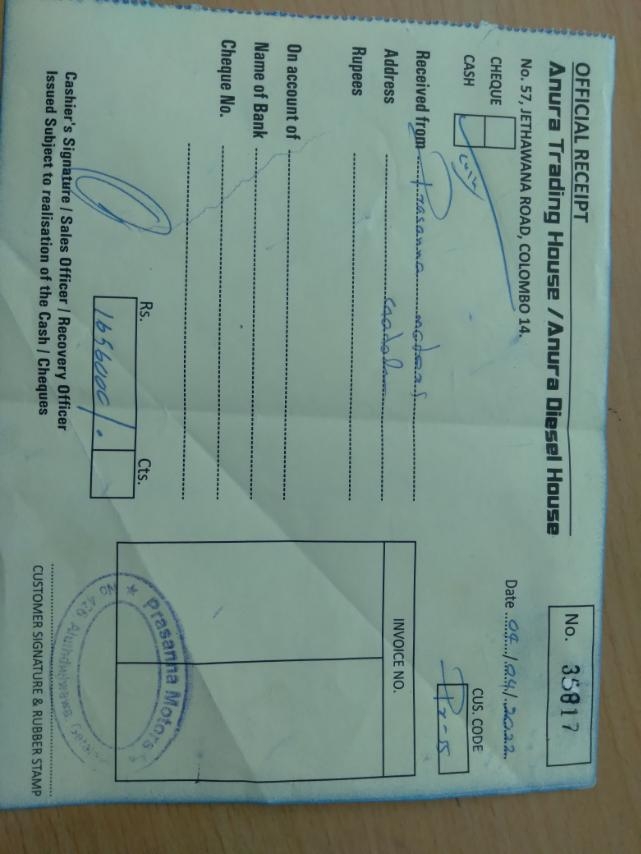 OFFICIAL RECEIPT
Anura Trading House / Anura Diesel House
No. 57, JETHAWANA ROAD, COLOMBO 14.
No. 35817
CHEQUE
CASH
Date
2022
CUS. CODE
Received from Prasanna motors
Address
Rupees
On account of
Name of Bank
Cheque No.
INVOICE NO.
Rs. Cts.
1656000/-
Prasanna Motors
Cashier's Signature / Sales Officer / Recovery Officer
Issued Subject to realisation of the Cash / Cheques
CUSTOMER SIGNATURE & RUBBER STAMP